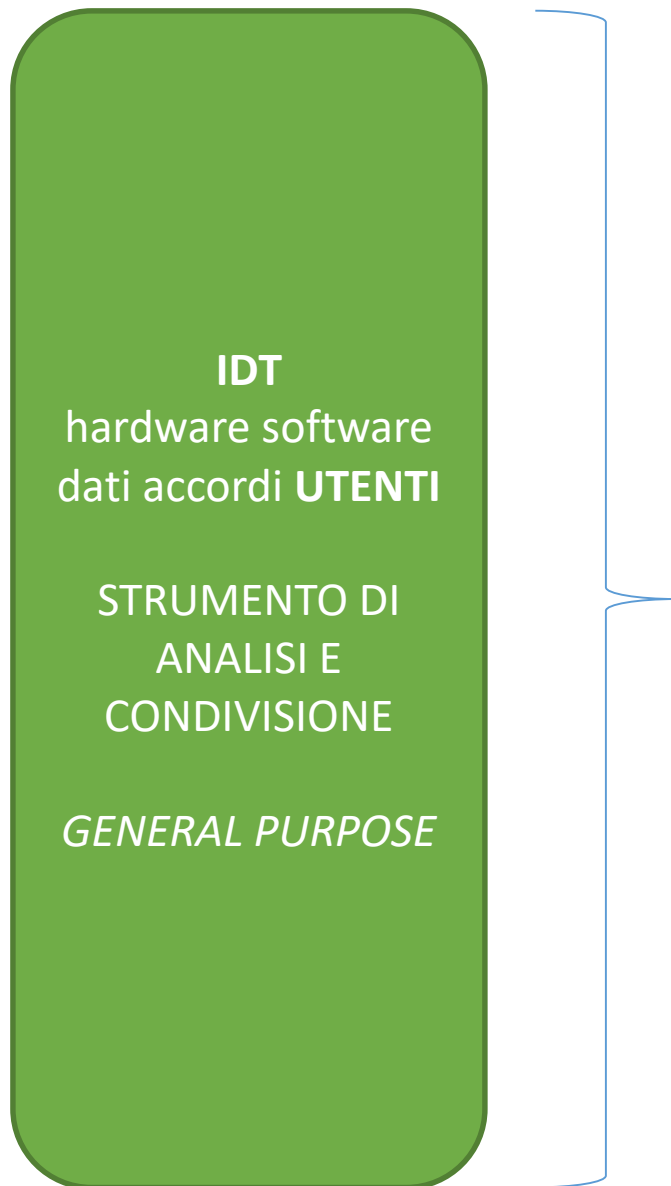 IDT
hardware software
dati accordi UTENTI
STRUMENTO DI
ANALISI E
CONDIVISIONE
GENERAL PURPOSE